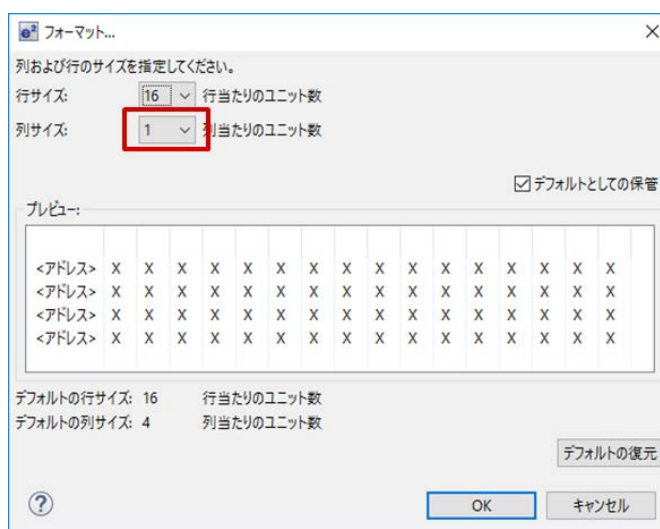 e² フォーマット...
列および行のサイズを指定してください。
行サイズ: 16 行当たりのユニット数
列サイズ: 1 列当たりのユニット数
デフォルトとしての保管
プレビュー:
<アドレス> X X X X X X X X X X X X X X X X
<アドレス> X X X X X X X X X X X X X X X X
<アドレス> X X X X X X X X X X X X X X X X
<アドレス> X X X X X X X X X X X X X X X X
デフォルトの行サイズ: 16 行当たりのユニット数
デフォルトの列サイズ: 4 列当たりのユニット数
デフォルトの復元
?
OK キャンセル